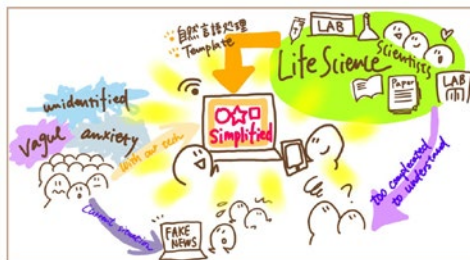 自然言語処理
Template
LAB
Scientists
Life Science
Paper
LAB
unidentified
vague
anxiety
With our tech
Simplified
too complicated
to understand
Current situation
FAKE
NEWS